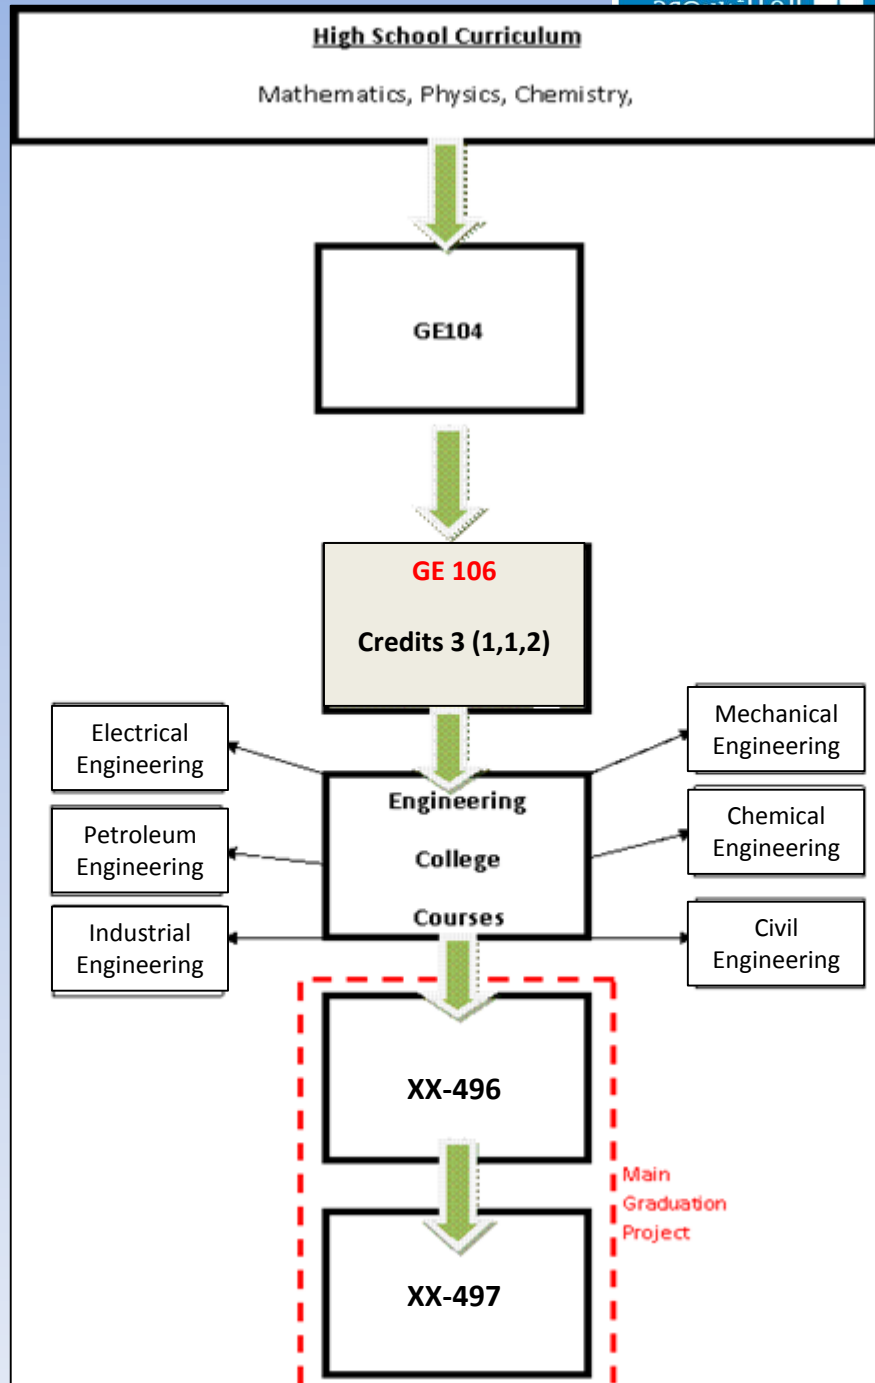 High School Curriculum
Mathematics, Physics, Chemistry,
GE104
GE 106
Credits 3 (1,1,2)
Electrical
Engineering
Mechanical
Engineering
Petroleum
Engineering
Engineering
College
Courses
Chemical
Engineering
Industrial
Engineering
Civil
Engineering
XX-496
Main
Graduation
Project
XX-497